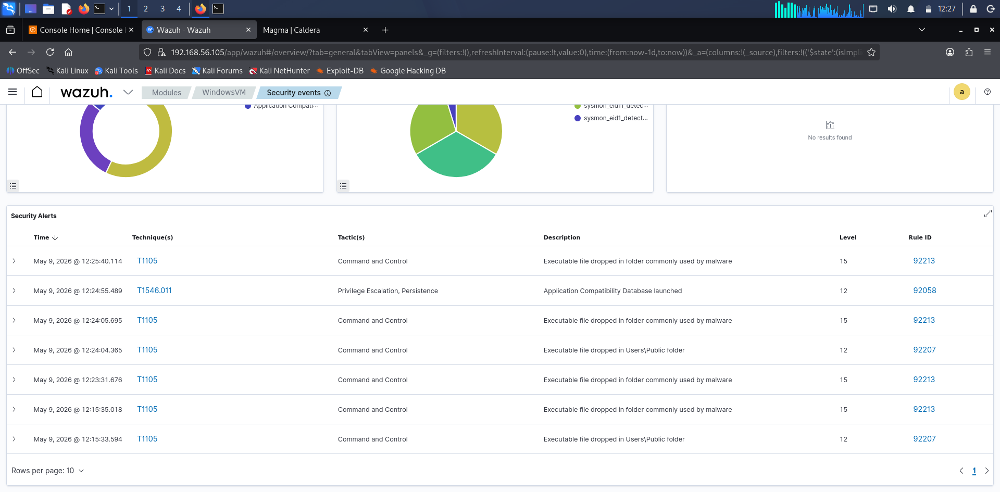 1 2 3 4 12:27
Console Home | Console Wazuh - Wazuh Magma | Caldera
192.168.56.105/app/wazuh#/overview/?tab=general&tabView=panels&_g=(filters:!(),refreshInterval:(pause:!t,value:0),time:(from:now-1d,to:now))&_a=(columns:!(_source),filters:!(('$state':(isImpli
OffSec Kali Linux Kali Tools Kali Docs Kali Forums Kali NetHunter Exploit-DB Google Hacking DB
wazuh. Modules WindowsVM Security events a
Application Compati... sysmon_eid11_detec...
sysmon_eid1_detect...
No results found
Security Alerts
Time Technique(s) Tactic(s) Description Level Rule ID
May 9, 2026 @ 12:25:40.114 T1105 Command and Control Executable file dropped in folder commonly used by malware 15 92213
May 9, 2026 @ 12:24:55.489 T1546.011 Privilege Escalation, Persistence Application Compatibility Database launched 12 92058
May 9, 2026 @ 12:24:05.695 T1105 Command and Control Executable file dropped in folder commonly used by malware 15 92213
May 9, 2026 @ 12:24:04.365 T1105 Command and Control Executable file dropped in Users\Public folder 12 92207
May 9, 2026 @ 12:23:31.676 T1105 Command and Control Executable file dropped in folder commonly used by malware 15 92213
May 9, 2026 @ 12:15:35.018 T1105 Command and Control Executable file dropped in folder commonly used by malware 15 92213
May 9, 2026 @ 12:15:33.594 T1105 Command and Control Executable file dropped in Users\Public folder 12 92207
Rows per page: 10 1